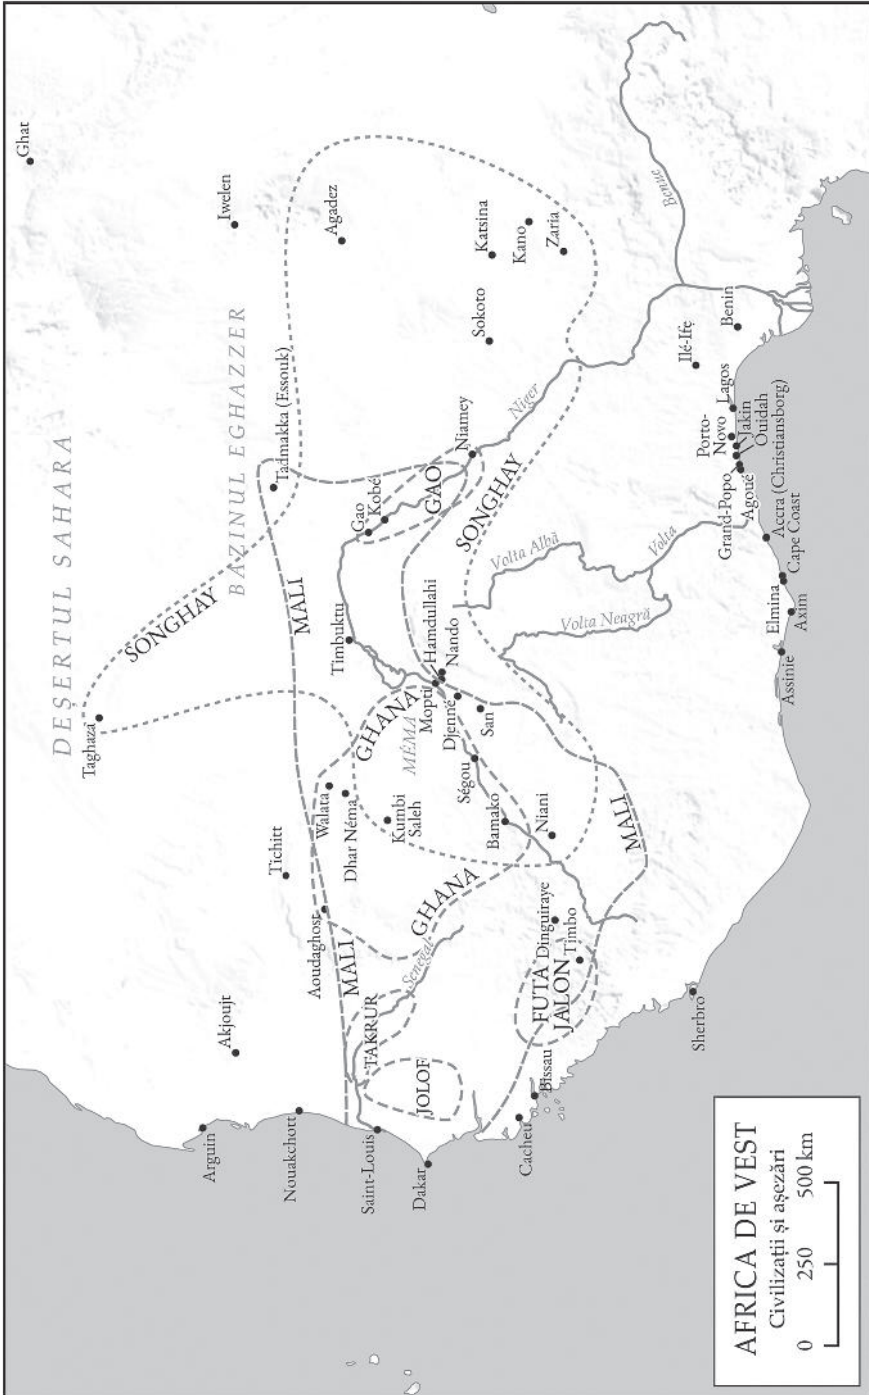 Ghat
DEȘERTUL SAHARA
Taghaza
Iwelen
BAZINUL EGHAZZER
Arguin
Akjoujt
SONGHAY
Tadmakka (Essouk)
Agadez
Nouakchott
Tichitt
MALI
Aoudaghost
Walata
Dhar Néma
Timbuktu
Gao
Kobé
MALI
Saint-Louis
TAKRUR
Senegal
GHANA
Kumbi
Saleh
GHANA
MÉMA
Hamdullahi
Nando
Mopti
Djenné
GAO
Niamey
SONGHAY
Niger
Sokoto
Katsina
Kano
Zaria
Dakar
JOLOF
Ségou
San
Bamako
Niani
Volta Albă
Volta Neagră
Volta
Cacheu
Bissau
FUTA
JALON
Dinguiraye
Timbo
MALI
Benue
Ilé-Ifẹ
Benin
Lagos
Porto-
Novo
Jakin
Ouidah
Grand-Popo
Agoué
Accra (Christiansborg)
Cape Coast
Elmina
Axim
Assinie
Sherbro
AFRICA DE VEST
Civilizații și așezări
0 250 500 km